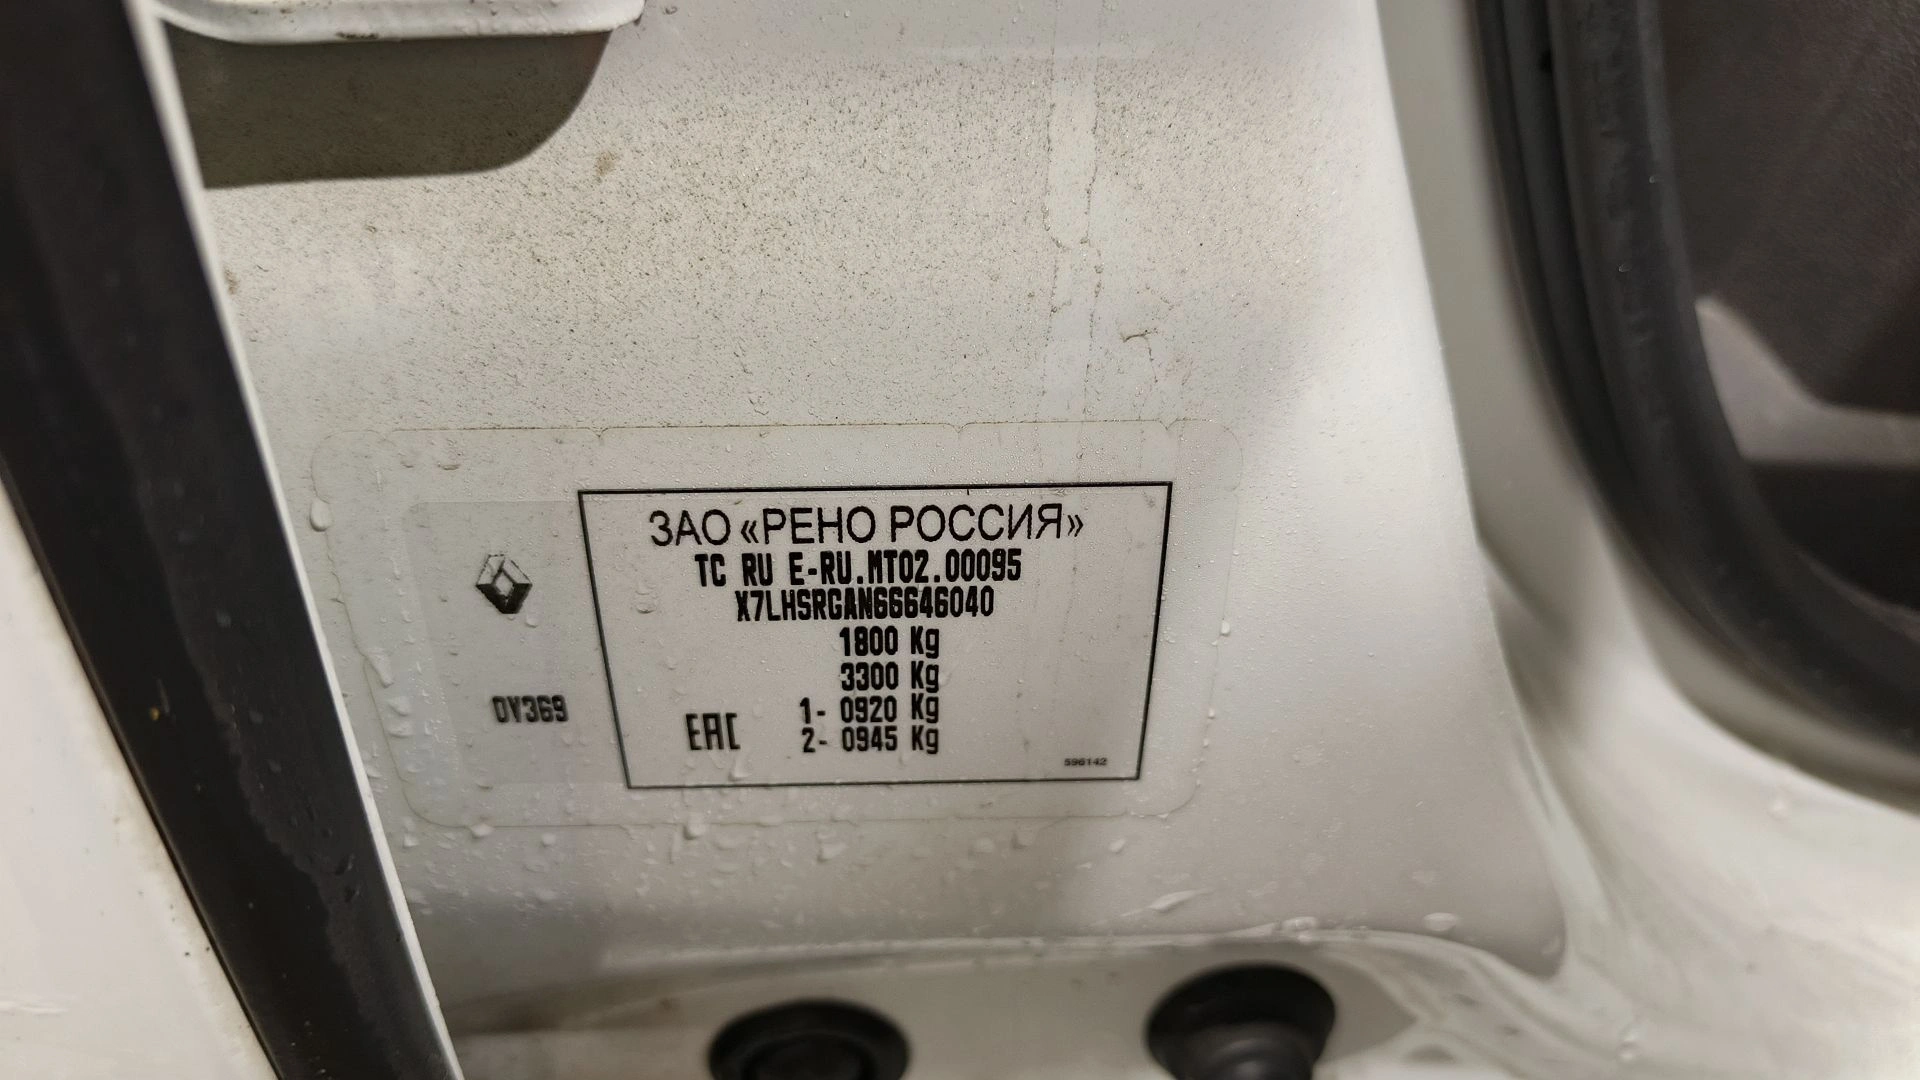 ЗАО «РЕНО РОССИЯ»
TC RU E-RU.MT02.00095
X7LHSRGAN66646040
1800 Kg
3300 Kg
1- 0920 Kg
2- 0945 Kg
EAC
0V369
596142